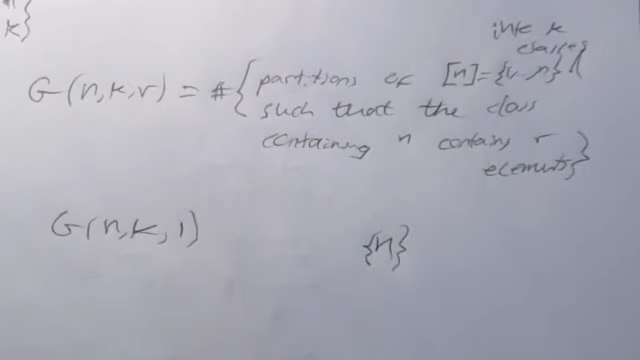 k}
into k
classes
G(n,k,r) = # { partitions of [n]={1..n}
such that the class
containing n contains r
elements}
G(n,k,1)
{n}